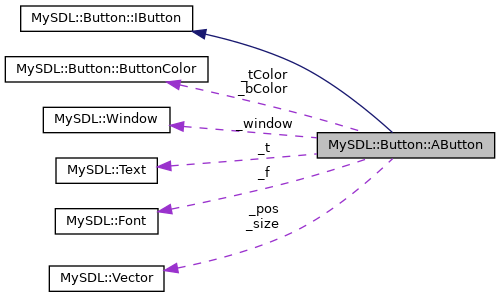 MySDL::Button::IButton
MySDL::Button::ButtonColor
_tColor
_bColor
MySDL::Window
_window
MySDL::Button::AButton
_t
MySDL::Text
_f
MySDL::Font
_pos
_size
MySDL::Vector